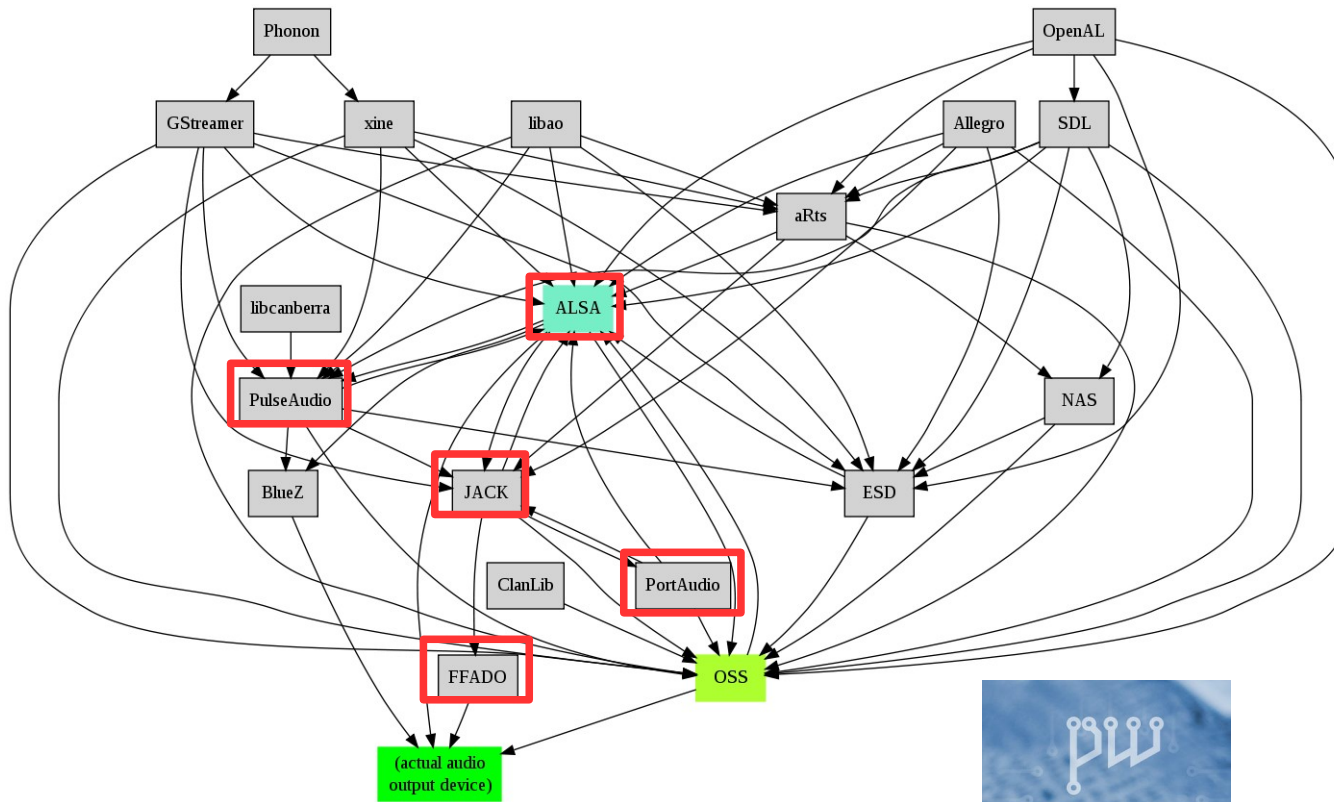 Phonon
OpenAL
GStreamer
xine
libao
Allegro
SDL
aRts
libcanberra
ALSA
PulseAudio
NAS
BlueZ
JACK
ESD
ClanLib
PortAudio
FFADO
OSS
(actual audio
output device)
pw